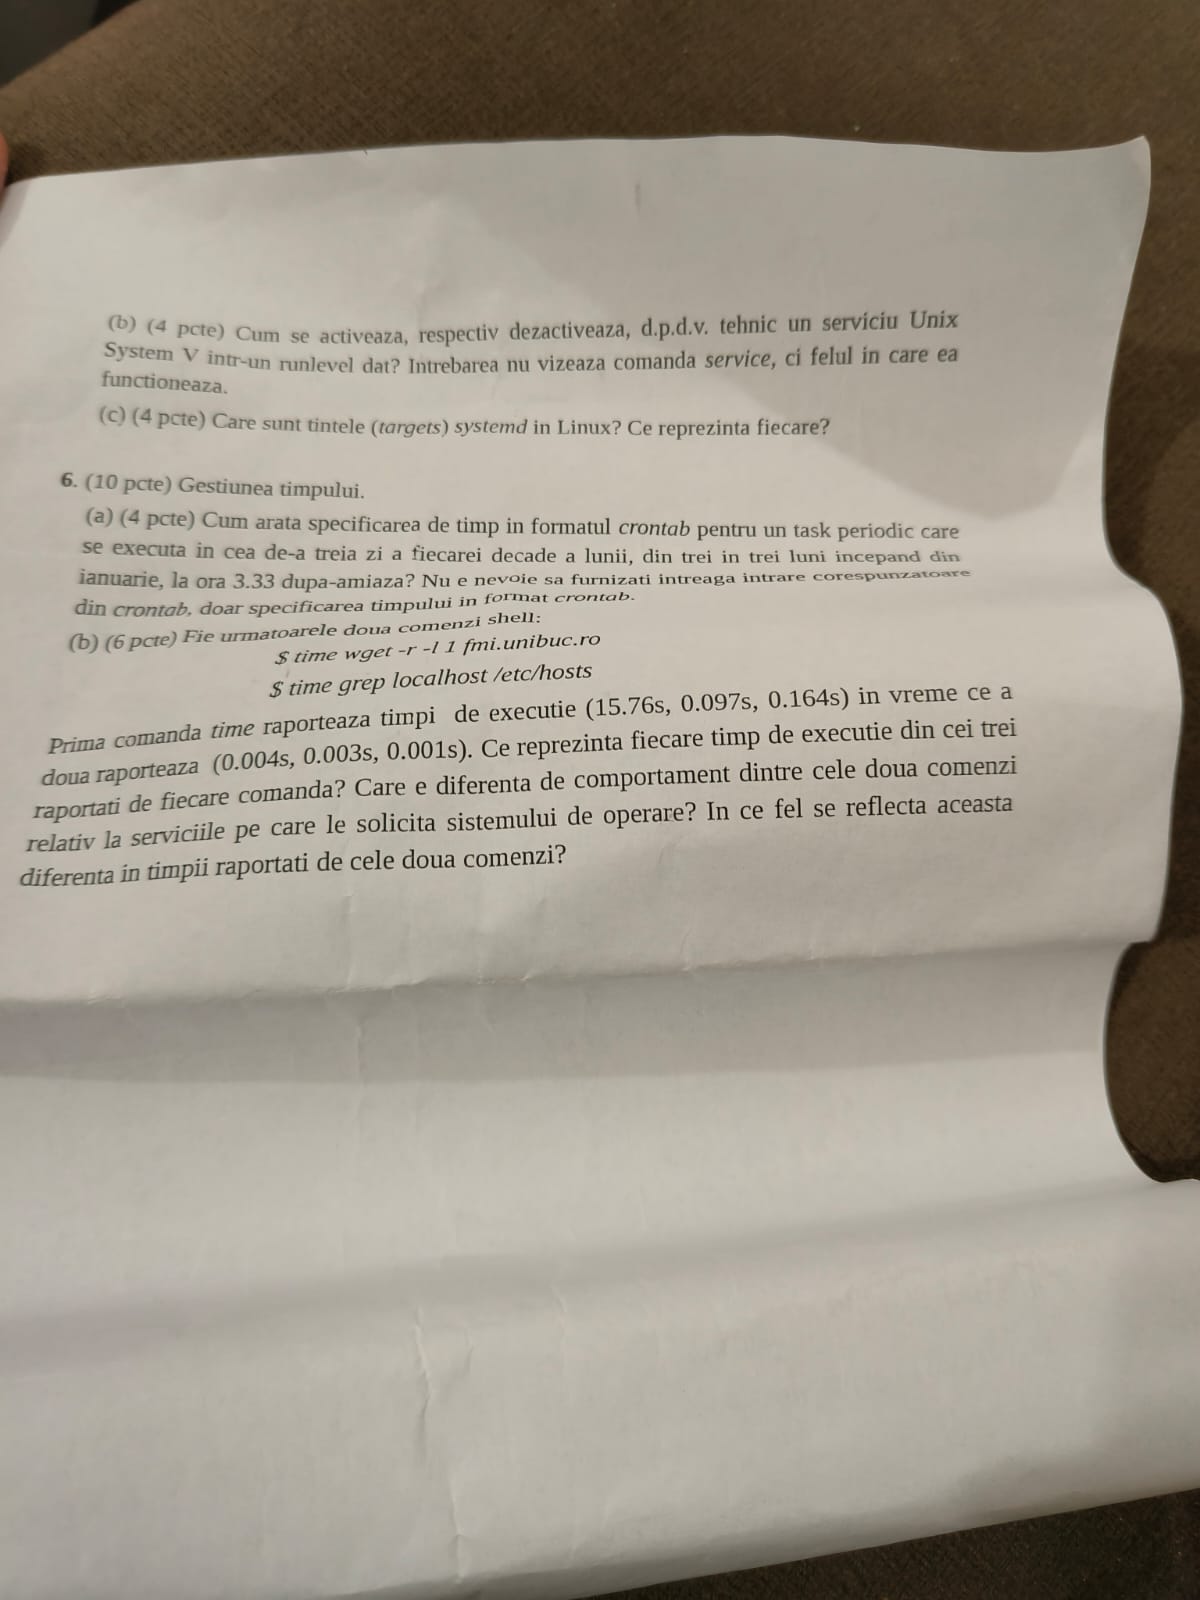 (b) (4 pcte) Cum se activeaza, respectiv dezactiveaza, d.p.d.v. tehnic un serviciu Unix
System V intr-un runlevel dat? Intrebarea nu vizeaza comanda service, ci felul in care ea
functioneaza.
(c) (4 pcte) Care sunt tintele (targets) systemd in Linux? Ce reprezinta fiecare?
6. (10 pcte) Gestiunea timpului.
(a) (4 pcte) Cum arata specificarea de timp in formatul crontab pentru un task periodic care
se executa in cea de-a treia zi a fiecarei decade a lunii, din trei in trei luni incepand din
ianuarie, la ora 3.33 dupa-amiaza? Nu e nevoie sa furnizati intreaga intrare corespunzatoare
din crontab, doar specificarea timpului in format crontab.
(b) (6 pcte) Fie urmatoarele doua comenzi shell:
$ time wget -r -l 1 fmi.unibuc.ro
$ time grep localhost /etc/hosts
Prima comanda time raporteaza timpi de executie (15.76s, 0.097s, 0.164s) in vreme ce a
doua raporteaza (0.004s, 0.003s, 0.001s). Ce reprezinta fiecare timp de executie din cei trei
raportati de fiecare comanda? Care e diferenta de comportament dintre cele doua comenzi
relativ la serviciile pe care le solicita sistemului de operare? In ce fel se reflecta aceasta
diferenta in timpii raportati de cele doua comenzi?